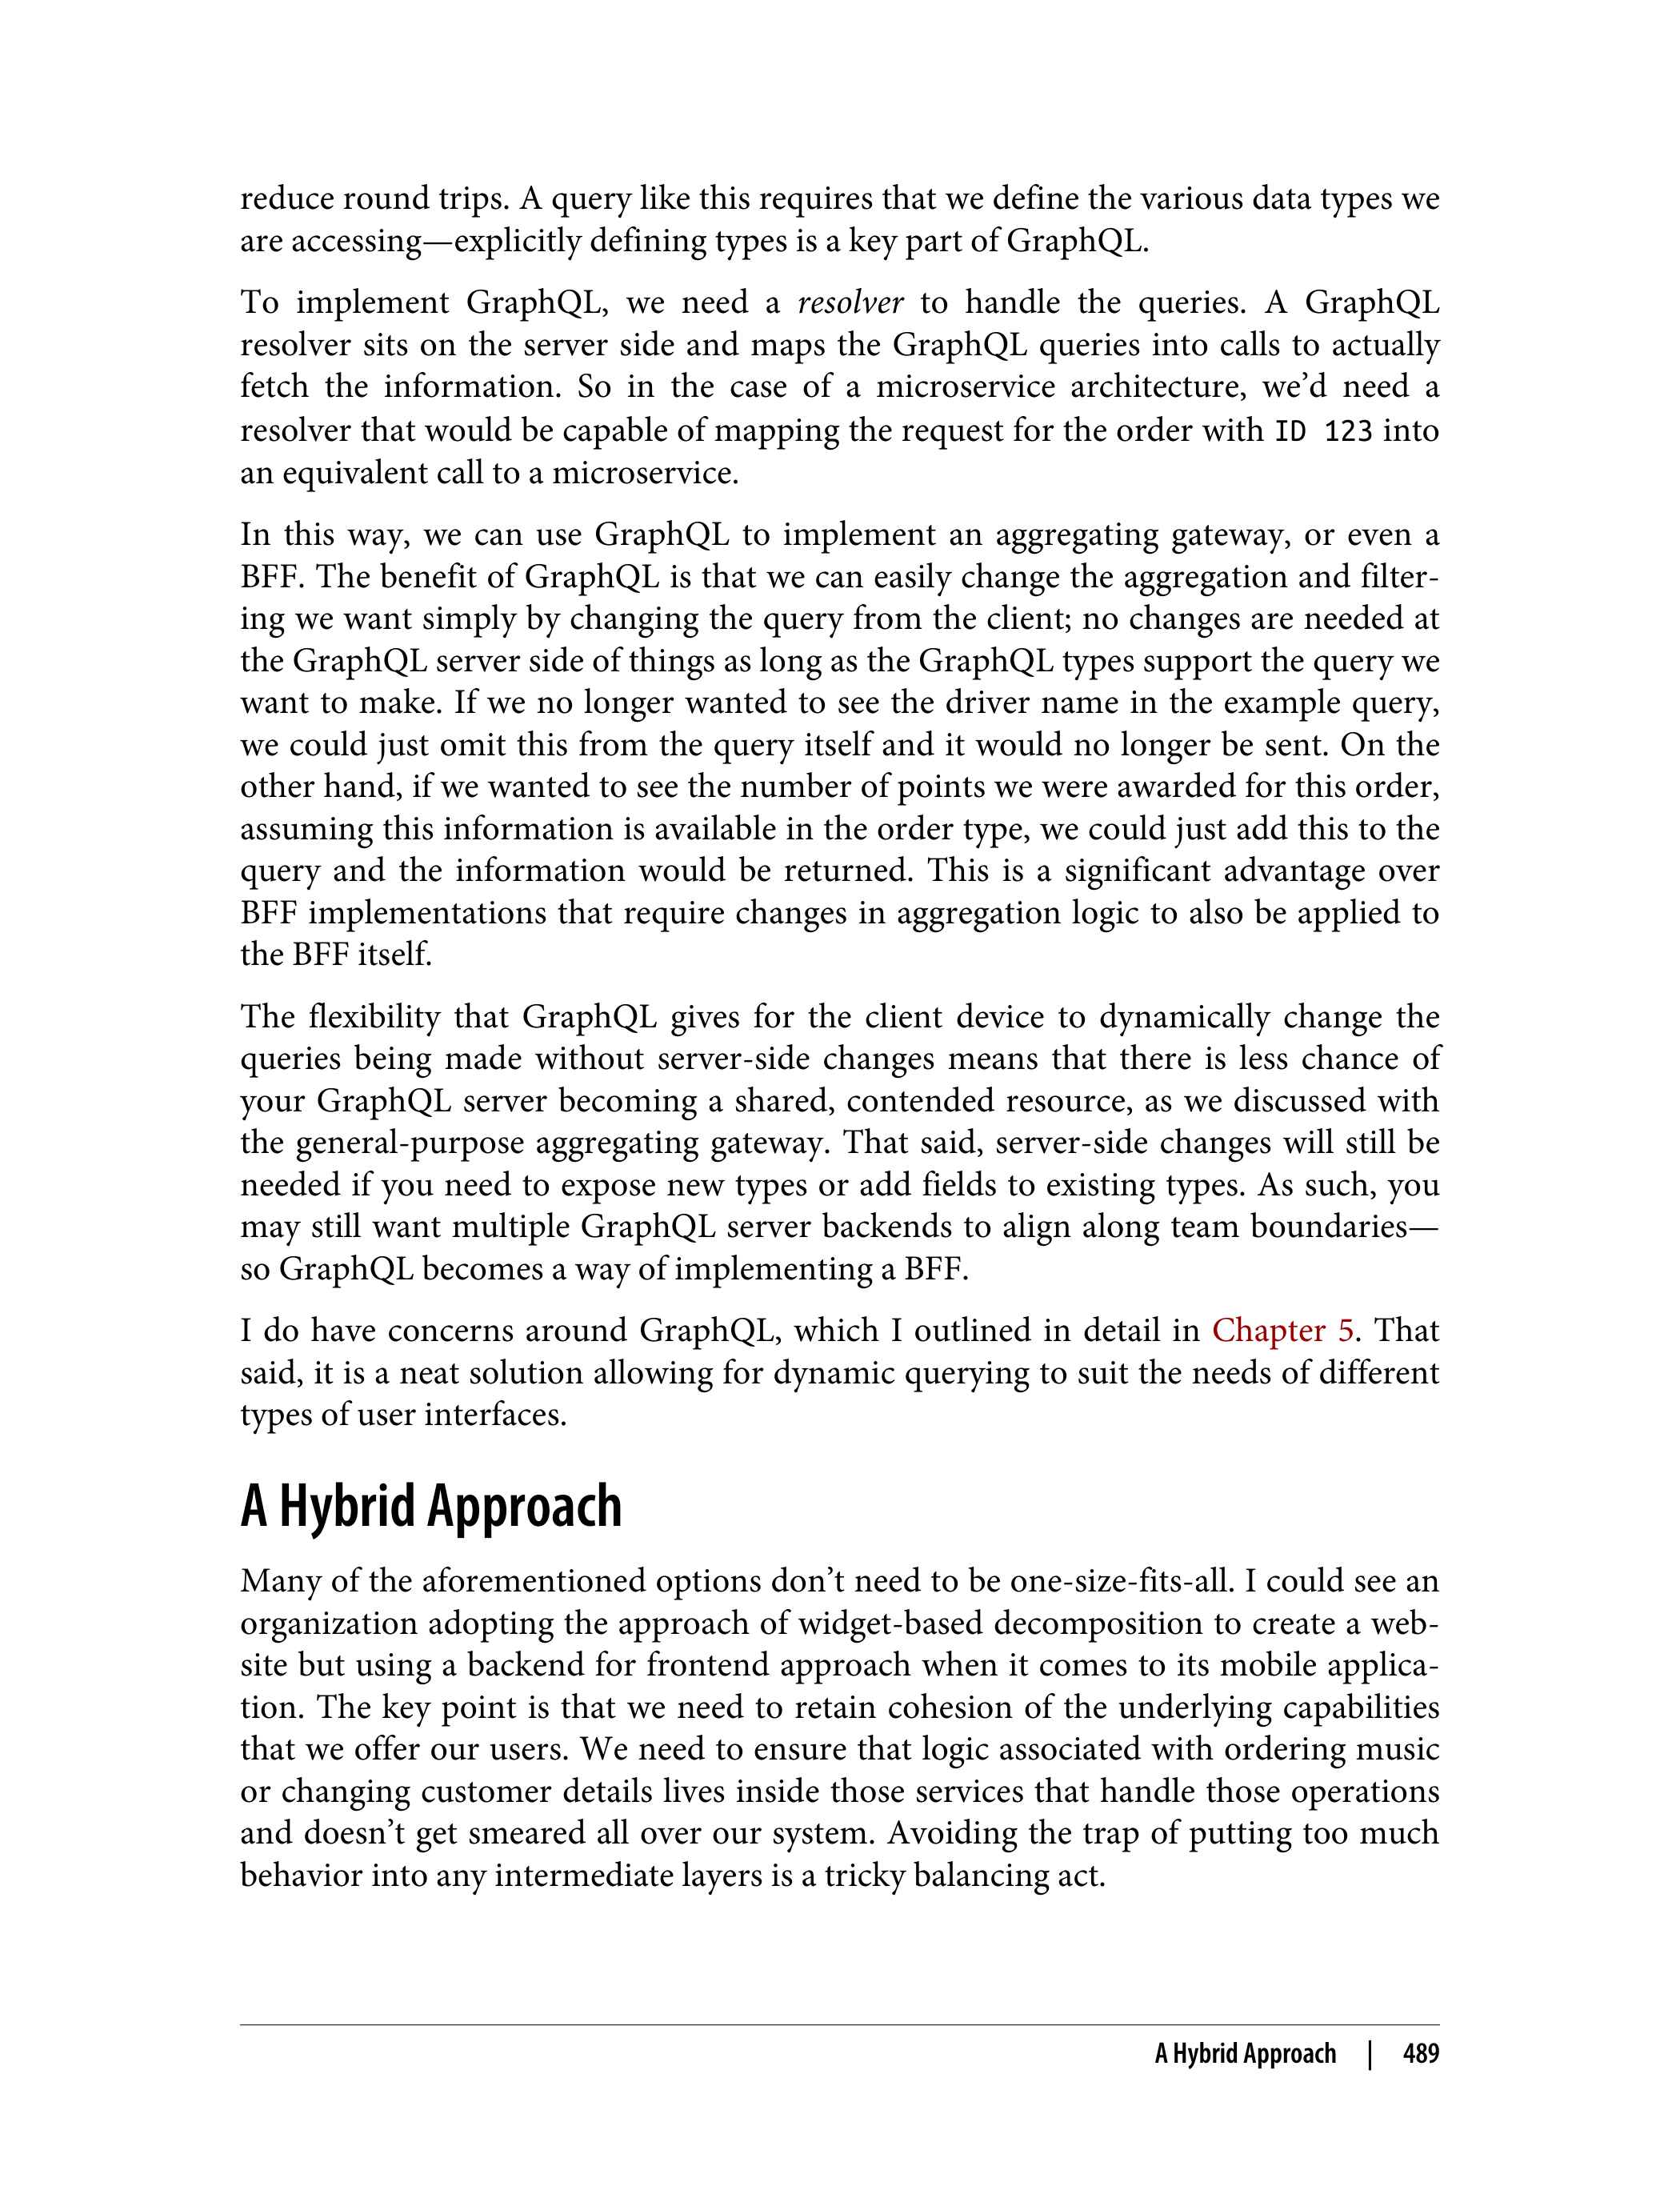 reduce round trips. A query like this requires that we define the various data types we
are accessing—explicitly defining types is a key part of GraphQL.
To implement GraphQL, we need a resolver to handle the queries. A GraphQL
resolver sits on the server side and maps the GraphQL queries into calls to actually
fetch the information. So in the case of a microservice architecture, we’d need a
resolver that would be capable of mapping the request for the order with ID 123 into
an equivalent call to a microservice.
In this way, we can use GraphQL to implement an aggregating gateway, or even a
BFF. The benefit of GraphQL is that we can easily change the aggregation and filter-
ing we want simply by changing the query from the client; no changes are needed at
the GraphQL server side of things as long as the GraphQL types support the query we
want to make. If we no longer wanted to see the driver name in the example query,
we could just omit this from the query itself and it would no longer be sent. On the
other hand, if we wanted to see the number of points we were awarded for this order,
assuming this information is available in the order type, we could just add this to the
query and the information would be returned. This is a significant advantage over
BFF implementations that require changes in aggregation logic to also be applied to
the BFF itself.
The flexibility that GraphQL gives for the client device to dynamically change the
queries being made without server-side changes means that there is less chance of
your GraphQL server becoming a shared, contended resource, as we discussed with
the general-purpose aggregating gateway. That said, server-side changes will still be
needed if you need to expose new types or add fields to existing types. As such, you
may still want multiple GraphQL server backends to align along team boundaries—
so GraphQL becomes a way of implementing a BFF.
I do have concerns around GraphQL, which I outlined in detail in Chapter 5. That
said, it is a neat solution allowing for dynamic querying to suit the needs of different
types of user interfaces.
A Hybrid Approach
Many of the aforementioned options don’t need to be one-size-fits-all. I could see an
organization adopting the approach of widget-based decomposition to create a web-
site but using a backend for frontend approach when it comes to its mobile applica-
tion. The key point is that we need to retain cohesion of the underlying capabilities
that we offer our users. We need to ensure that logic associated with ordering music
or changing customer details lives inside those services that handle those operations
and doesn’t get smeared all over our system. Avoiding the trap of putting too much
behavior into any intermediate layers is a tricky balancing act.
A Hybrid Approach | 489